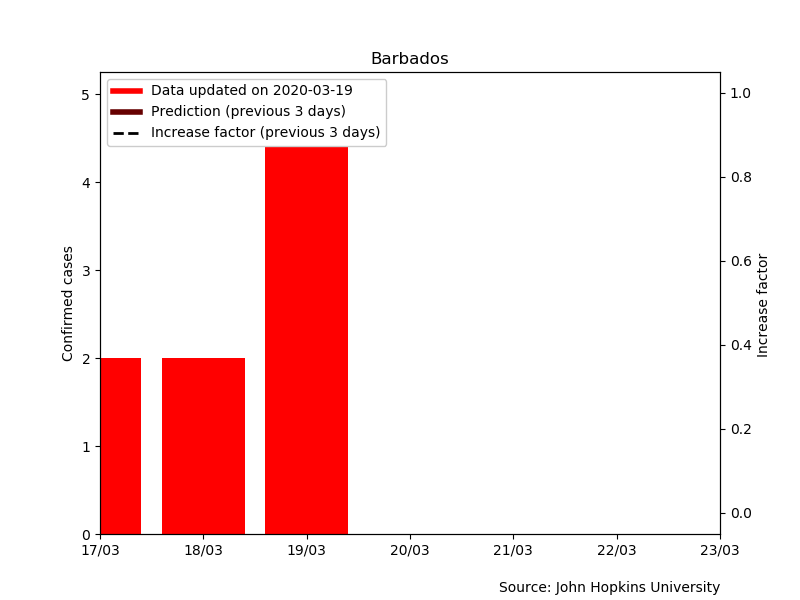 Barbados
Data updated on 2020-03-19
Prediction (previous 3 days)
Increase factor (previous 3 days)
5
4
3
2
1
0
Confirmed cases
1.0
0.8
0.6
0.4
0.2
0.0
Increase factor
17/03 18/03 19/03 20/03 21/03 22/03 23/03
Source: John Hopkins University